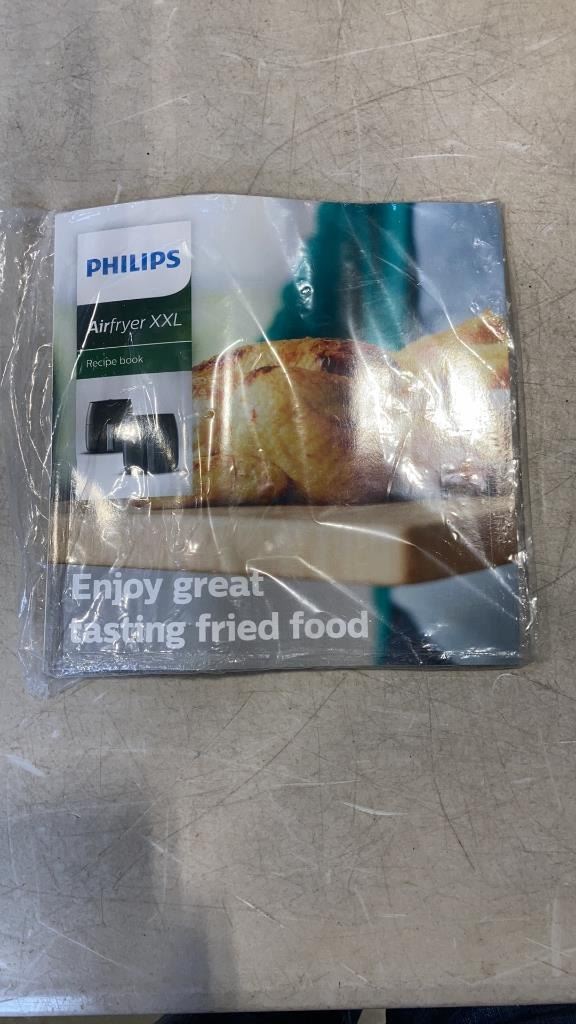 PHILIPS
Airfryer XXL
Recipe book
Enjoy great
tasting fried food